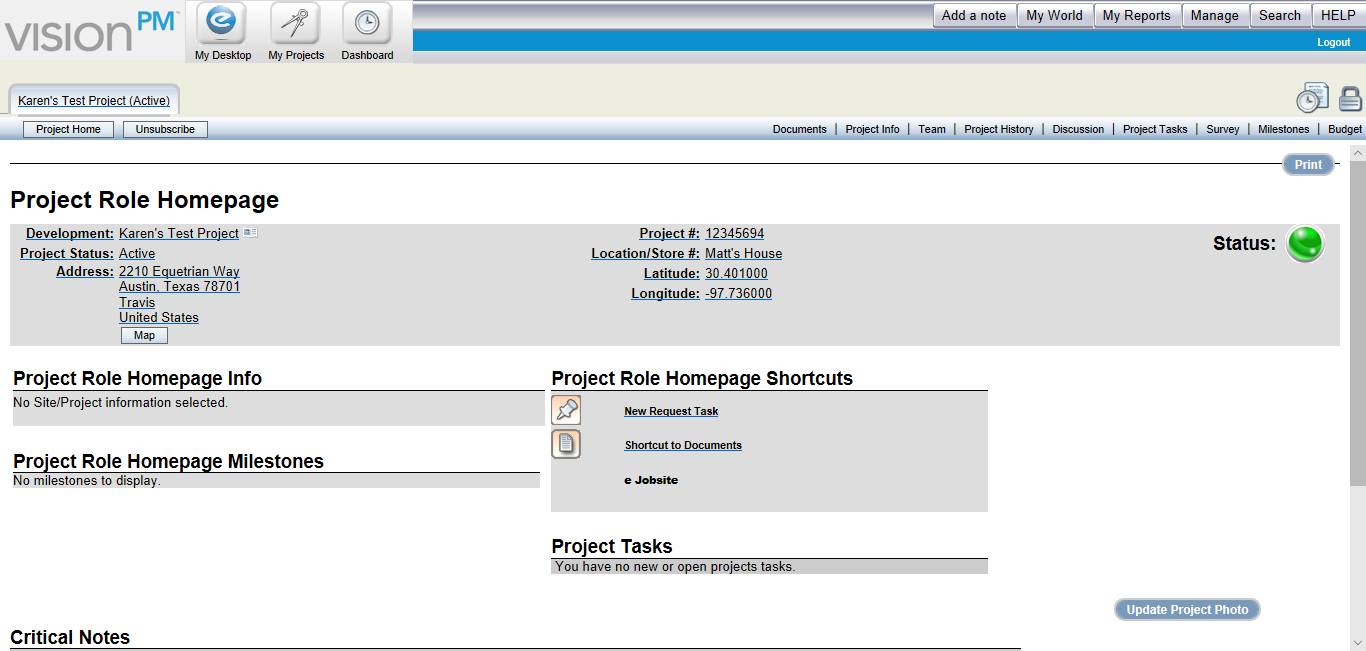 VISION PM™
My Desktop My Projects Dashboard
Add a note My World My Reports Manage Search HELP
Logout
Karen's Test Project (Active)
Project Home Unsubscribe
Documents | Project Info | Team | Project History | Discussion | Project Tasks | Survey | Milestones | Budget
Print
Project Role Homepage
Development: Karen's Test Project
Project Status: Active
Address: 2210 Equetrian Way
Austin, Texas 78701
Travis
United States
Map
Project #: 12345694
Location/Store #: Matt's House
Latitude: 30.401000
Longitude: -97.736000
Status:
Project Role Homepage Info
No Site/Project information selected.
Project Role Homepage Milestones
No milestones to display.
Project Role Homepage Shortcuts
New Request Task
Shortcut to Documents
e Jobsite
Project Tasks
You have no new or open projects tasks.
Update Project Photo
Critical Notes